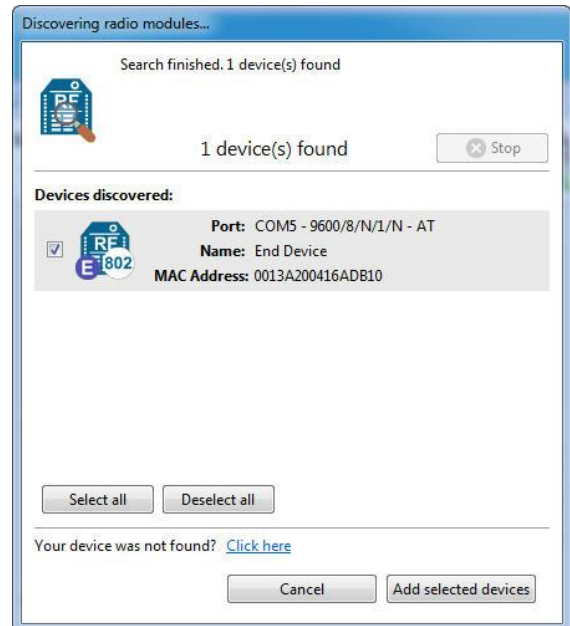 Discovering radio modules...
Search finished. 1 device(s) found
RF
1 device(s) found
Stop
Devices discovered:
Port: COM5 - 9600/8/N/1/N - AT
RF
802
E
Name: End Device
MAC Address: 0013A200416ADB10
Select all
Deselect all
Your device was not found? Click here
Cancel
Add selected devices